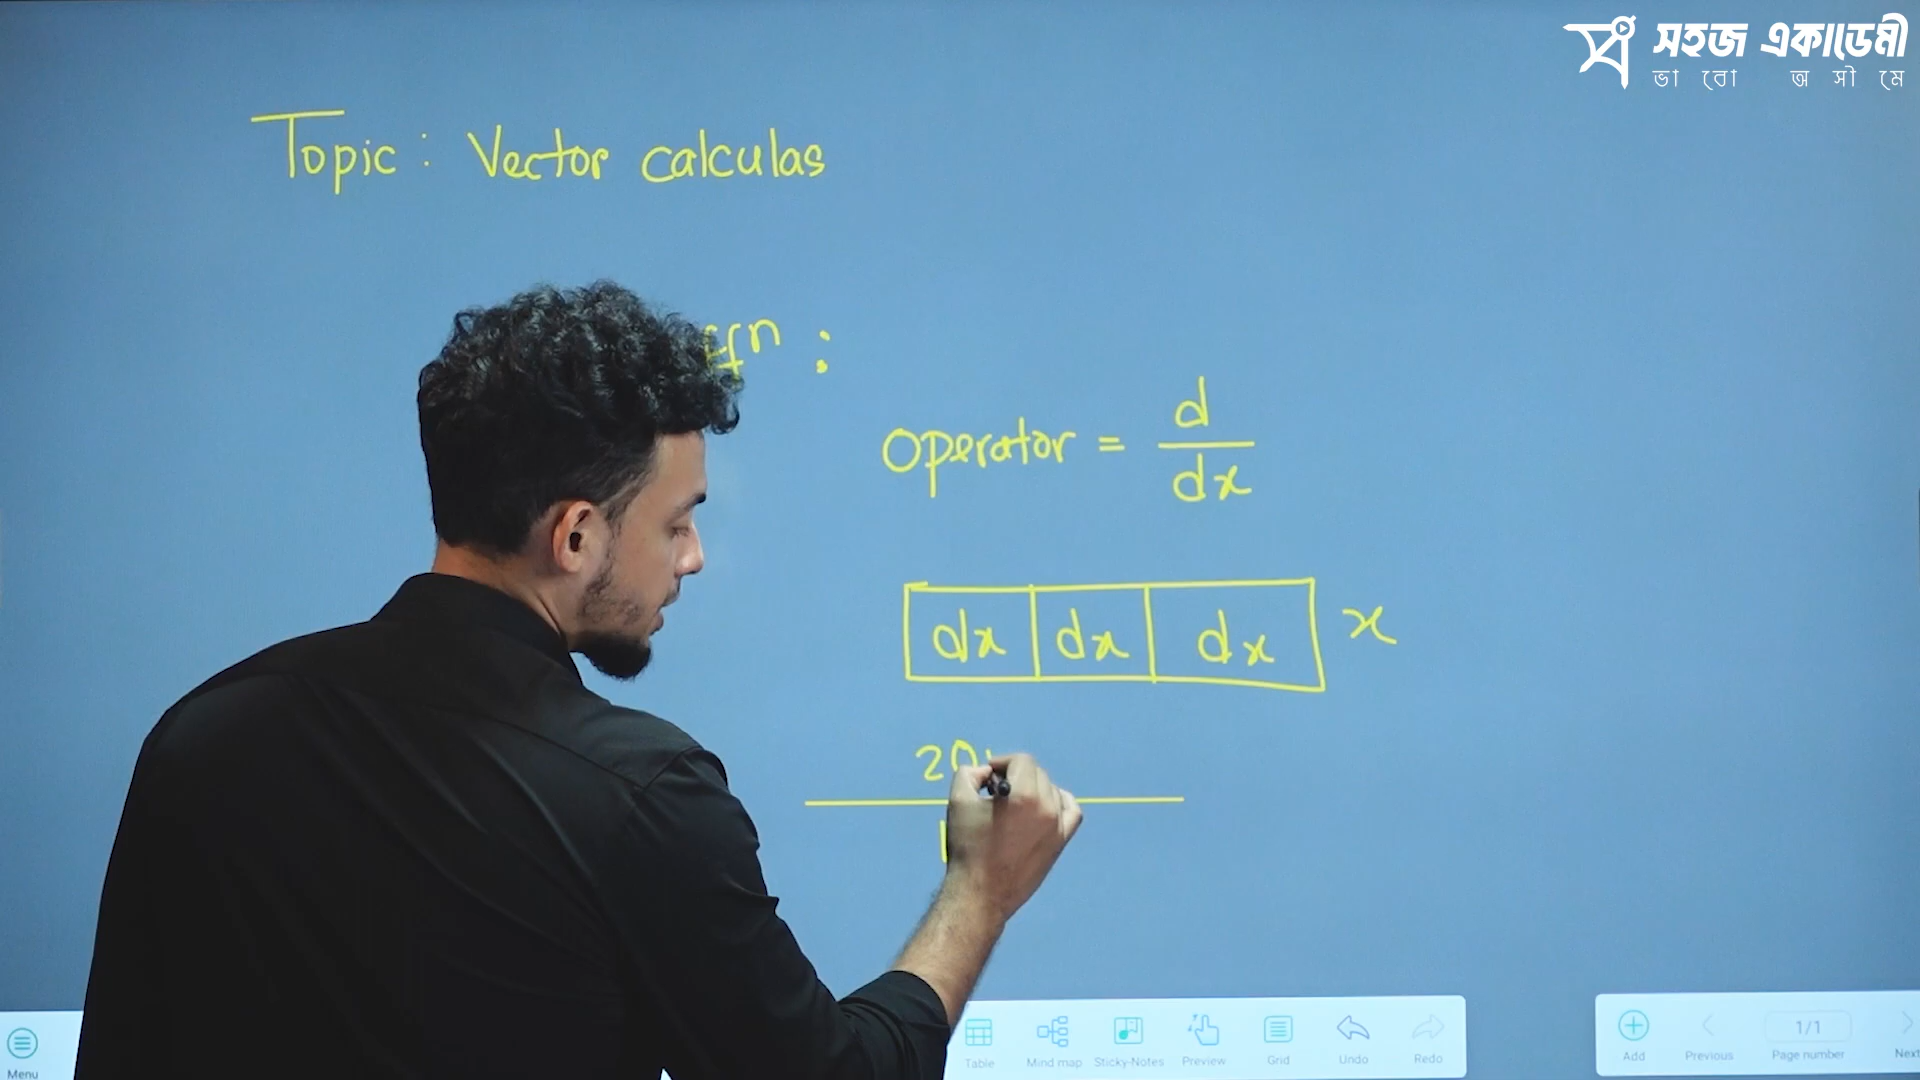 সহজ একাডেমী
ভাবো অসীমে
Topic: Vector calculas
:
Operator = d/dx
dx dx dx x
Table Mind map Sticky-Notes Preview Grid Undo Redo
Menu
1/1
Add Previous Page number Next